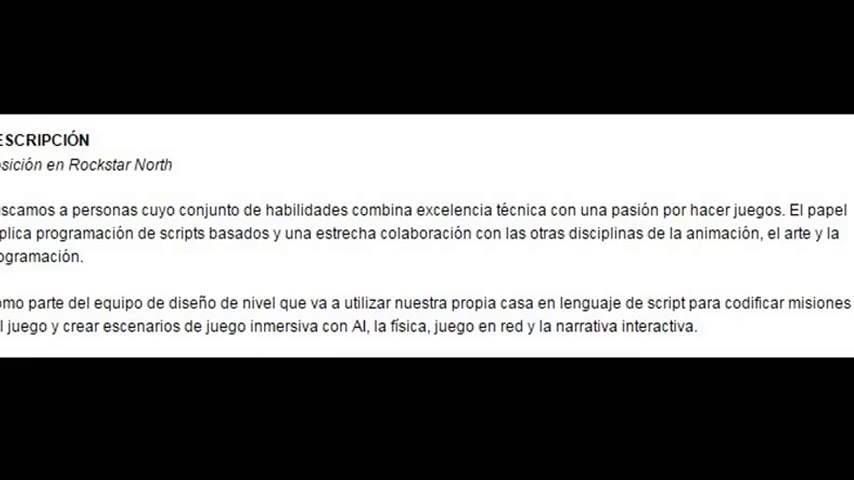 ESCRIPCIÓN
sición en Rockstar North
scamos a personas cuyo conjunto de habilidades combina excelencia técnica con una pasión por hacer juegos. El papel
plica programación de scripts basados y una estrecha colaboración con las otras disciplinas de la animación, el arte y la
ogramación.
omo parte del equipo de diseño de nivel que va a utilizar nuestra propia casa en lenguaje de script para codificar misiones
l juego y crear escenarios de juego inmersiva con AI, la física, juego en red y la narrativa interactiva.